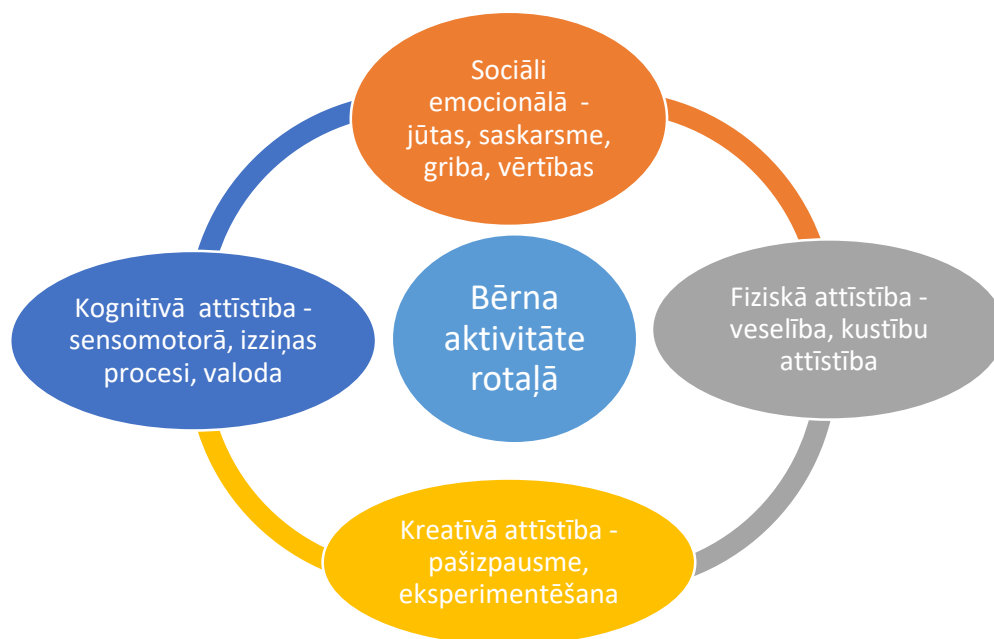 Sociāli
emocionālā -
jūtas, saskarsme,
griba, vērtības
Kognitīvā attīstība -
sensomotorā, izziņas
procesi, valoda
Bērna
aktivitāte
rotaļā
Fiziskā attīstība -
veselība, kustību
attīstība
Kreatīvā attīstība -
pašizpausme,
eksperimentēšana